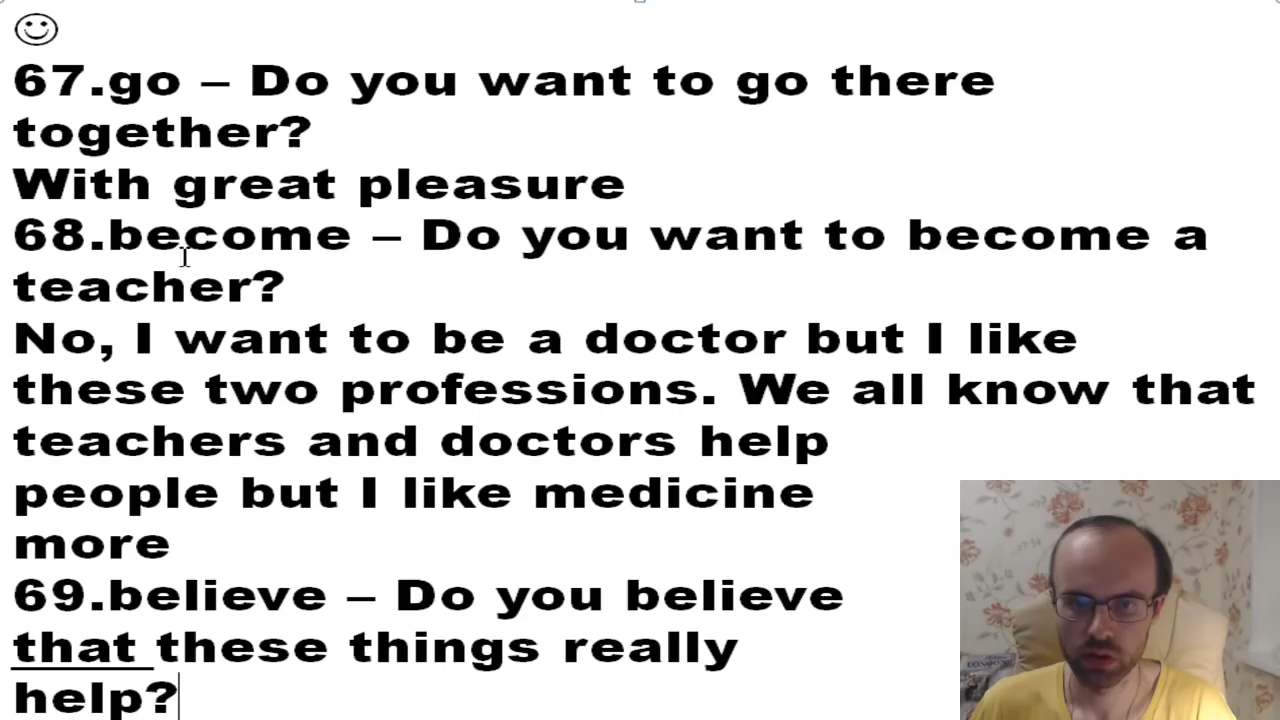 67.go – Do you want to go there
together?
With great pleasure
68.become – Do you want to become a
teacher?
No, I want to be a doctor but I like
these two professions. We all know that
teachers and doctors help
people but I like medicine
more
69.believe – Do you believe
that these things really
help?